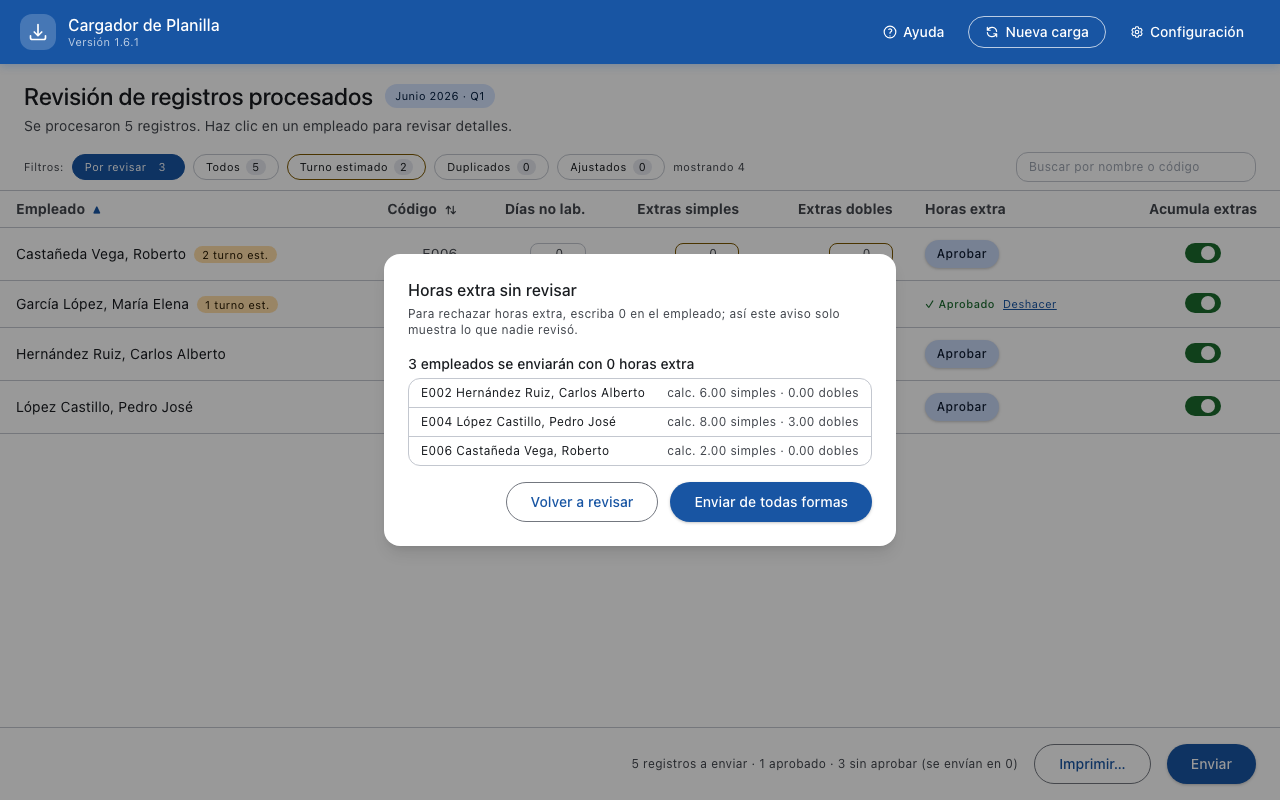 Cargador de Planilla
Versión 1.6.1
Ayuda
Nueva carga
Configuración
Revisión de registros procesados
Junio 2026 · Q1
Se procesaron 5 registros. Haz clic en un empleado para revisar detalles.
Filtros:
Por revisar 3
Todos 5
Turno estimado 2
Duplicados 0
Ajustados 0
mostrando 4
Buscar por nombre o código
Empleado ▲
Código
Días no lab.
Extras simples
Extras dobles
Horas extra
Acumula extras
Castañeda Vega, Roberto 2 turno est.
E006
0
0
0
Aprobar
García López, María Elena 1 turno est.
✓ Aprobado Deshacer
Hernández Ruiz, Carlos Alberto
Aprobar
López Castillo, Pedro José
Aprobar
Horas extra sin revisar
Para rechazar horas extra, escriba 0 en el empleado; así este aviso solo
muestra lo que nadie revisó.
3 empleados se enviarán con 0 horas extra
E002 Hernández Ruiz, Carlos Alberto calc. 6.00 simples · 0.00 dobles
E004 López Castillo, Pedro José calc. 8.00 simples · 3.00 dobles
E006 Castañeda Vega, Roberto calc. 2.00 simples · 0.00 dobles
Volver a revisar
Enviar de todas formas
5 registros a enviar · 1 aprobado · 3 sin aprobar (se envían en 0)
Imprimir...
Enviar